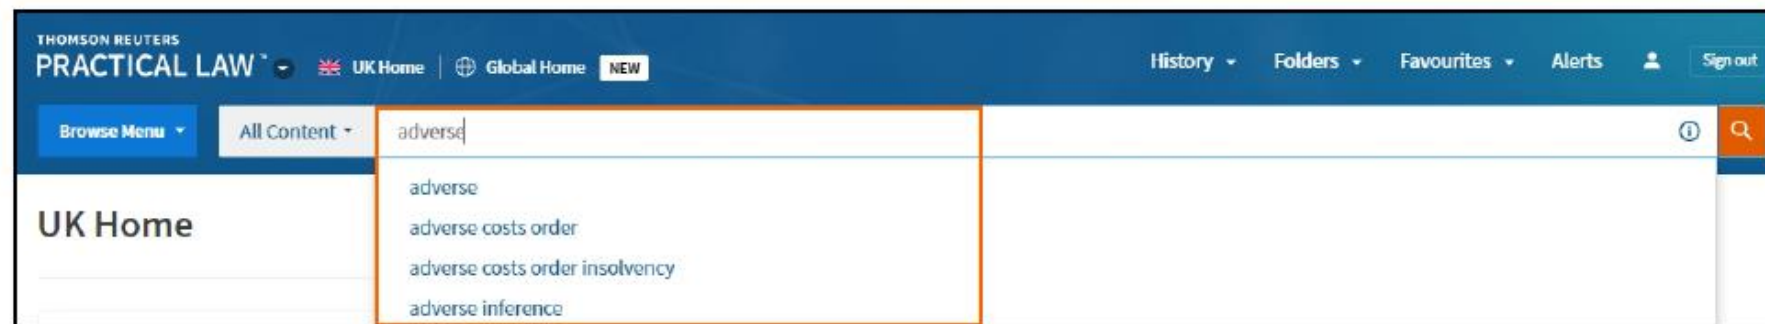 THOMSON REUTERS
PRACTICAL LAW™ UK Home | Global Home NEW History Folders Favourites Alerts Sign out
Browse Menu All Content adverse
adverse
UK Home
adverse costs order
adverse costs order insolvency
adverse inference